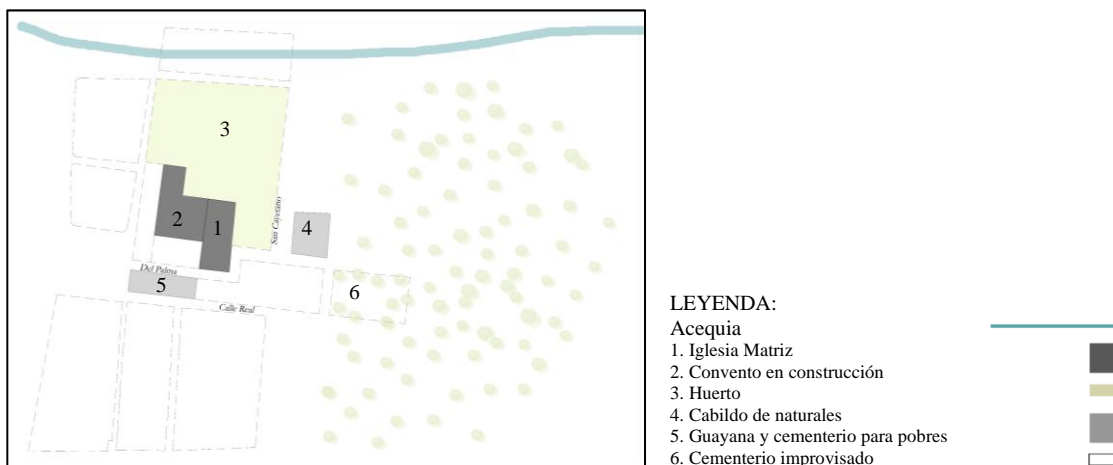 3
2
1
4
San Cayetano
Del Palma
5
6
Calle Real
LEYENDA:
Acequia
1. Iglesia Matriz
2. Convento en construcción
3. Huerto
4. Cabildo de naturales
5. Guayana y cementerio para pobres
6. Cementerio improvisado